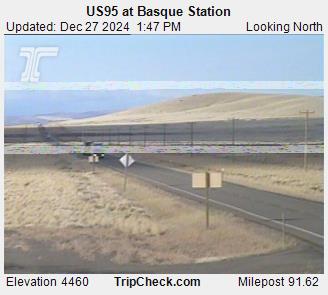 US95 at Basque Station
Updated: Dec 27 2024 1:47 PM Looking North
Elevation 4460 TripCheck.com Milepost 91.62